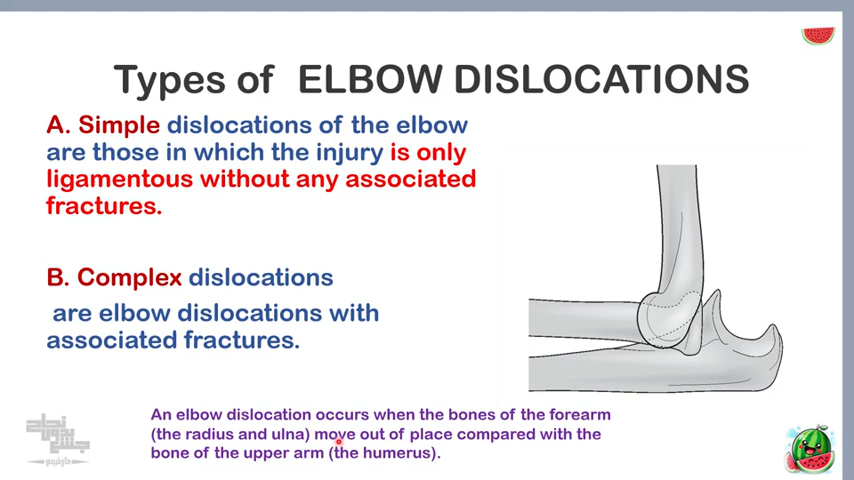 Types of ELBOW DISLOCATIONS
A. Simple dislocations of the elbow
are those in which the injury is only
ligamentous without any associated
fractures.
B. Complex dislocations
are elbow dislocations with
associated fractures.
An elbow dislocation occurs when the bones of the forearm
(the radius and ulna) move out of place compared with the
bone of the upper arm (the humerus).